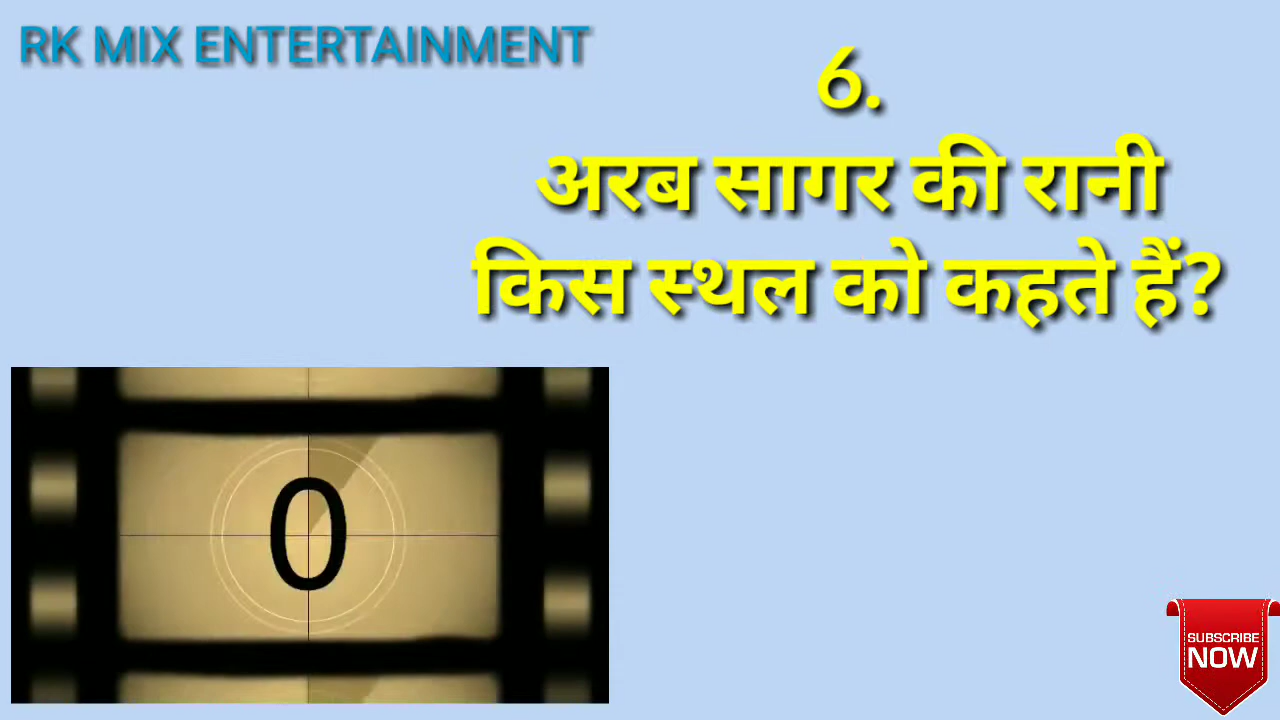 RK MIX ENTERTAINMENT
6.
अरब सागर की रानी
किस स्थल को कहते हैं?
0
SUBSCRIBE
NOW